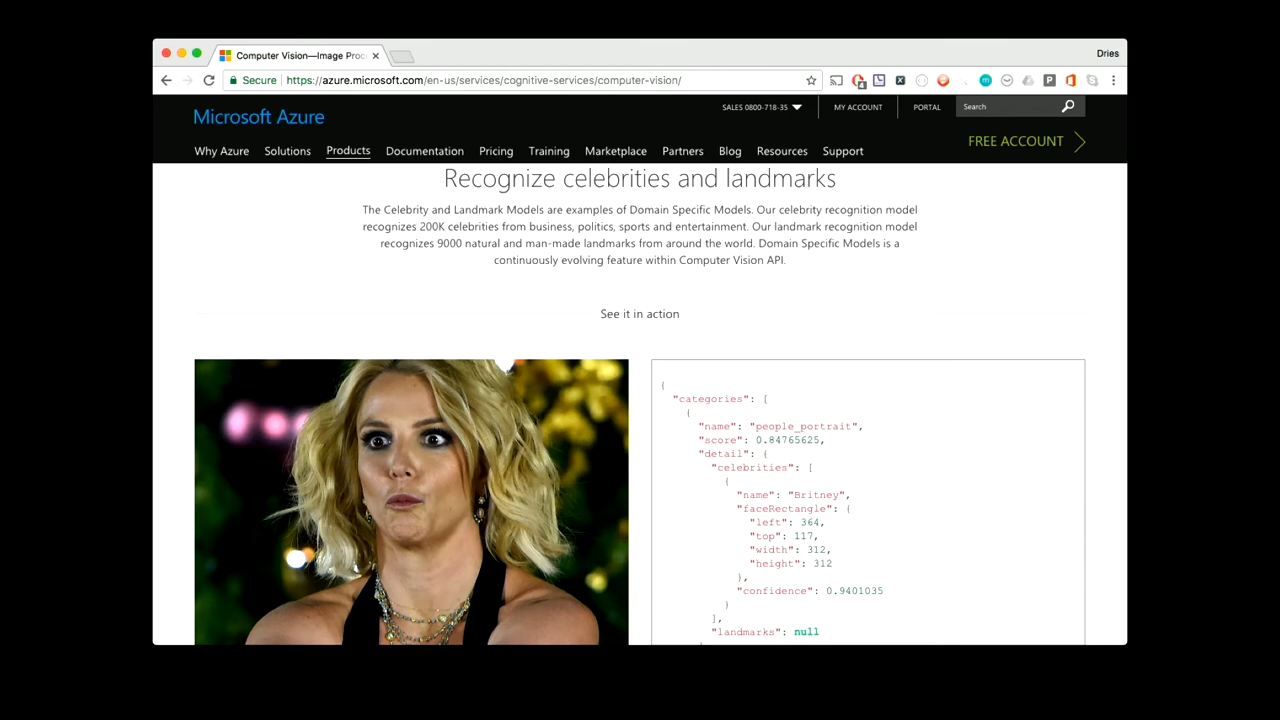 Computer Vision—Image Proc
Dries
Secure
https://azure.microsoft.com/en-us/services/cognitive-services/computer-vision/
Microsoft Azure
SALES 0800-718-35
MY ACCOUNT
PORTAL
Search
FREE ACCOUNT
Why Azure Solutions Products Documentation Pricing Training Marketplace Partners Blog Resources Support
Recognize celebrities and landmarks
The Celebrity and Landmark Models are examples of Domain Specific Models. Our celebrity recognition model
recognizes 200K celebrities from business, politics, sports and entertainment. Our landmark recognition model
recognizes 9000 natural and man-made landmarks from around the world. Domain Specific Models is a
continuously evolving feature within Computer Vision API.
See it in action
{
"categories": [
{
"name": "people_portrait",
"score": 0.84765625,
"detail": {
"celebrities": [
{
"name": "Britney",
"faceRectangle": {
"left": 364,
"top": 117,
"width": 312,
"height": 312
},
"confidence": 0.9401035
}
],
"landmarks": null